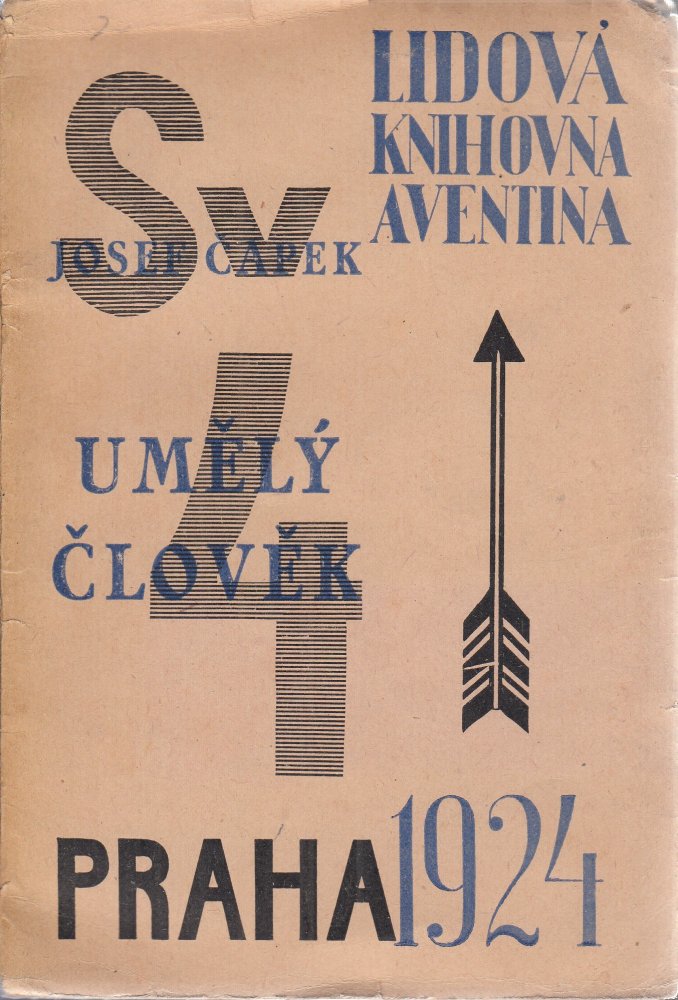 LIDOVÁ
KNIHOVNA
AVENTINA
Sv
JOSEF ČAPEK
4
UMĚLÝ
ČLOVĚK
PRAHA 1924